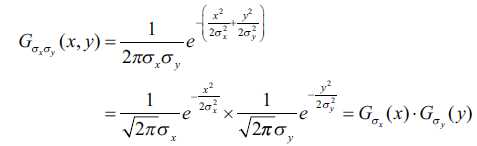 G_{σ_xσ_y}(x, y) = \frac{1}{2πσ_xσ_y} e^{-\left(\frac{x^2}{2σ_x^2}+\frac{y^2}{2σ_y^2}\right)}
= \frac{1}{\sqrt{2π}σ_x} e^{-\frac{x^2}{2σ_x^2}} × \frac{1}{\sqrt{2π}σ_y} e^{-\frac{y^2}{2σ_y^2}} = G_{σ_x}(x) · G_{σ_y}(y)